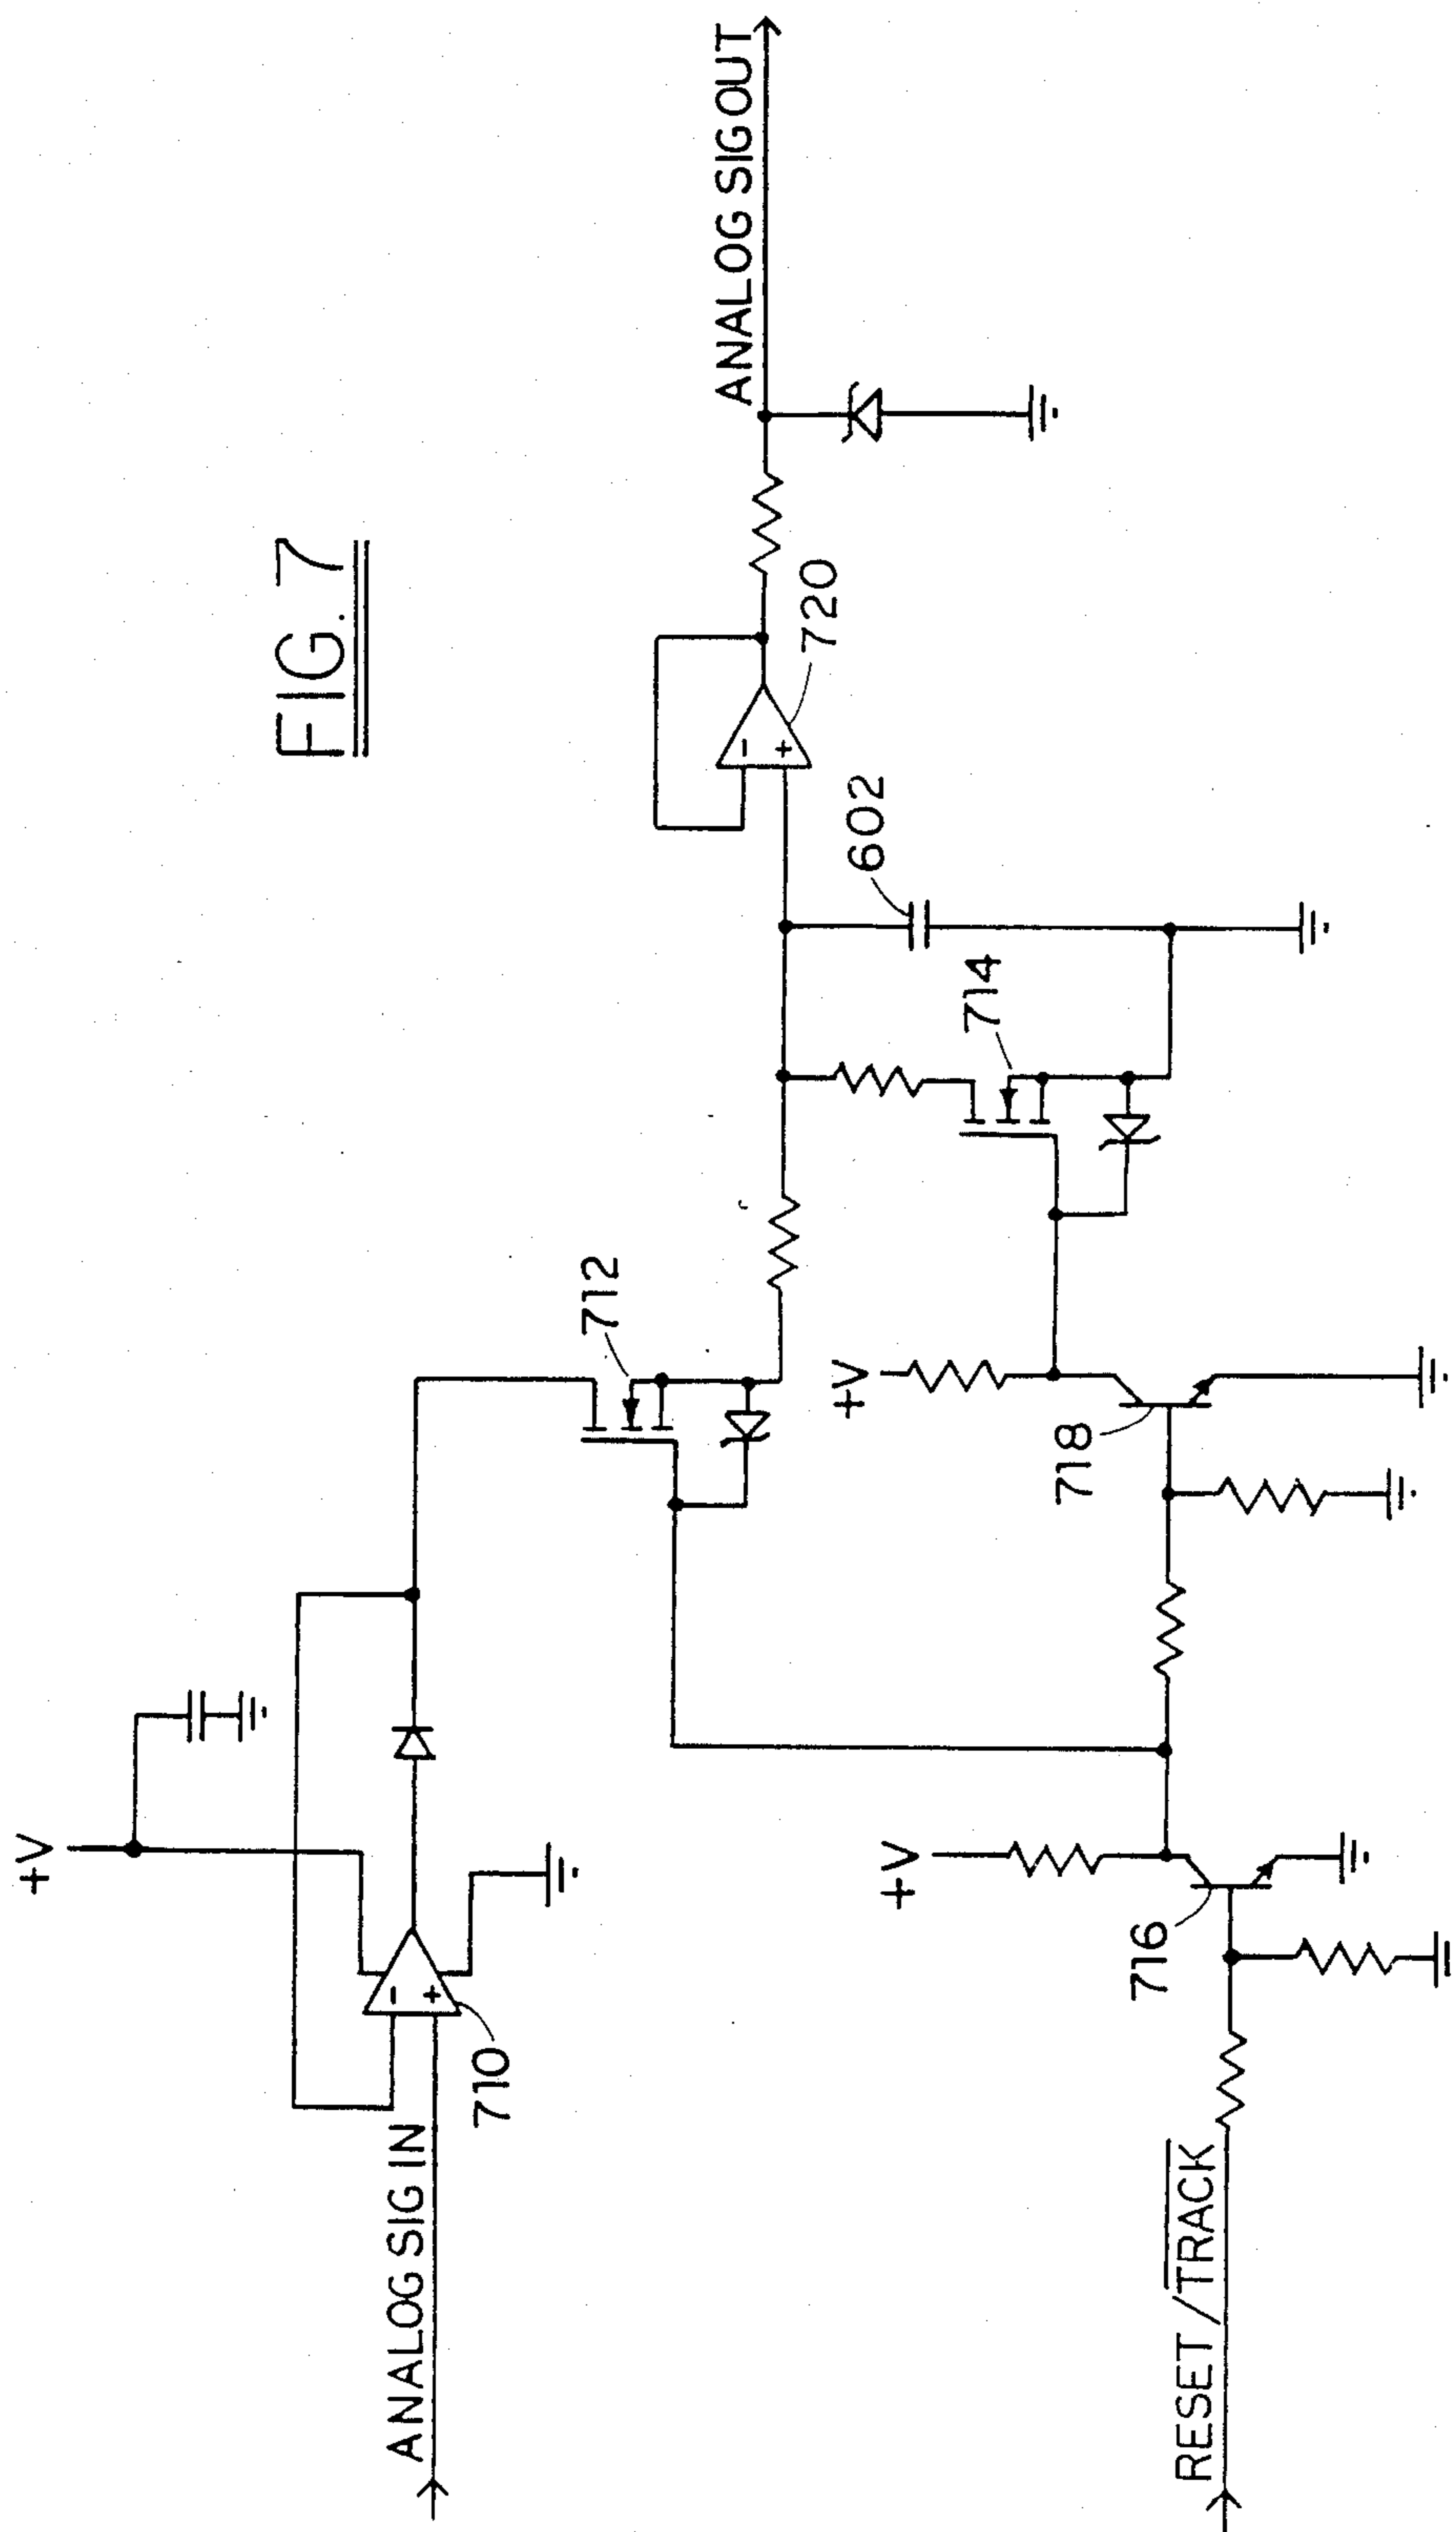 FIG. 7
+V
ANALOG SIG IN
710
712
ANALOG SIG OUT
720
602
714
+V
718
+V
716
RESET/TRACK